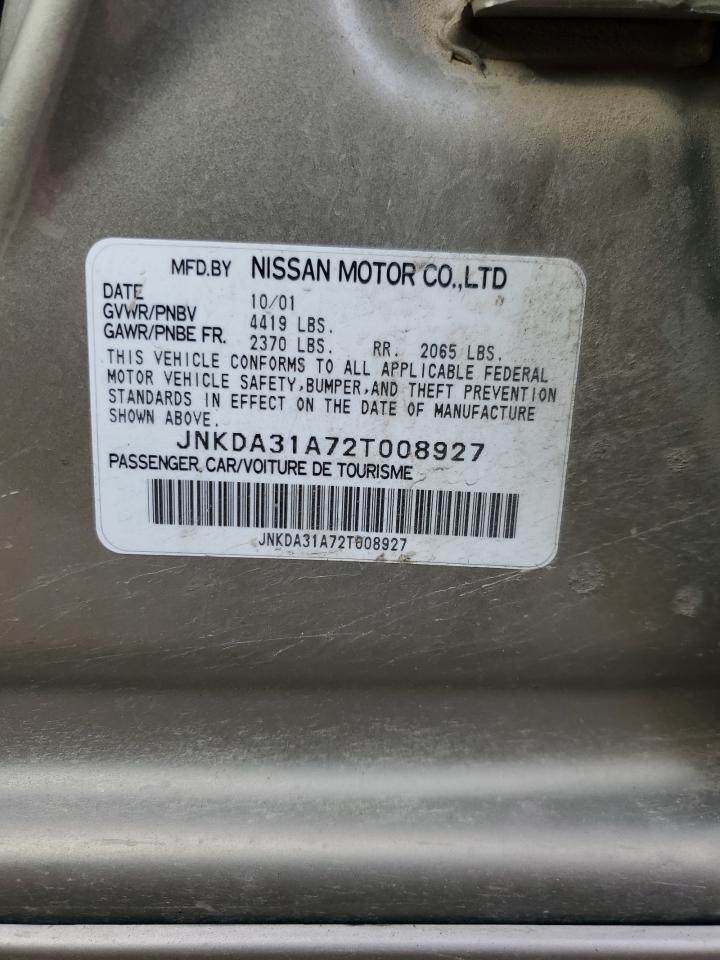 MFD.BY NISSAN MOTOR CO.,LTD
DATE 10/01
GVWR/PNBV 4419 LBS.
GAWR/PNBE FR. 2370 LBS. RR. 2065 LBS.
THIS VEHICLE CONFORMS TO ALL APPLICABLE FEDERAL
MOTOR VEHICLE SAFETY,BUMPER,AND THEFT PREVENTION
STANDARDS IN EFFECT ON THE DATE OF MANUFACTURE
SHOWN ABOVE.
JNKDA31A72T008927
PASSENGER CAR/VOITURE DE TOURISME
JNKDA31A72T008927